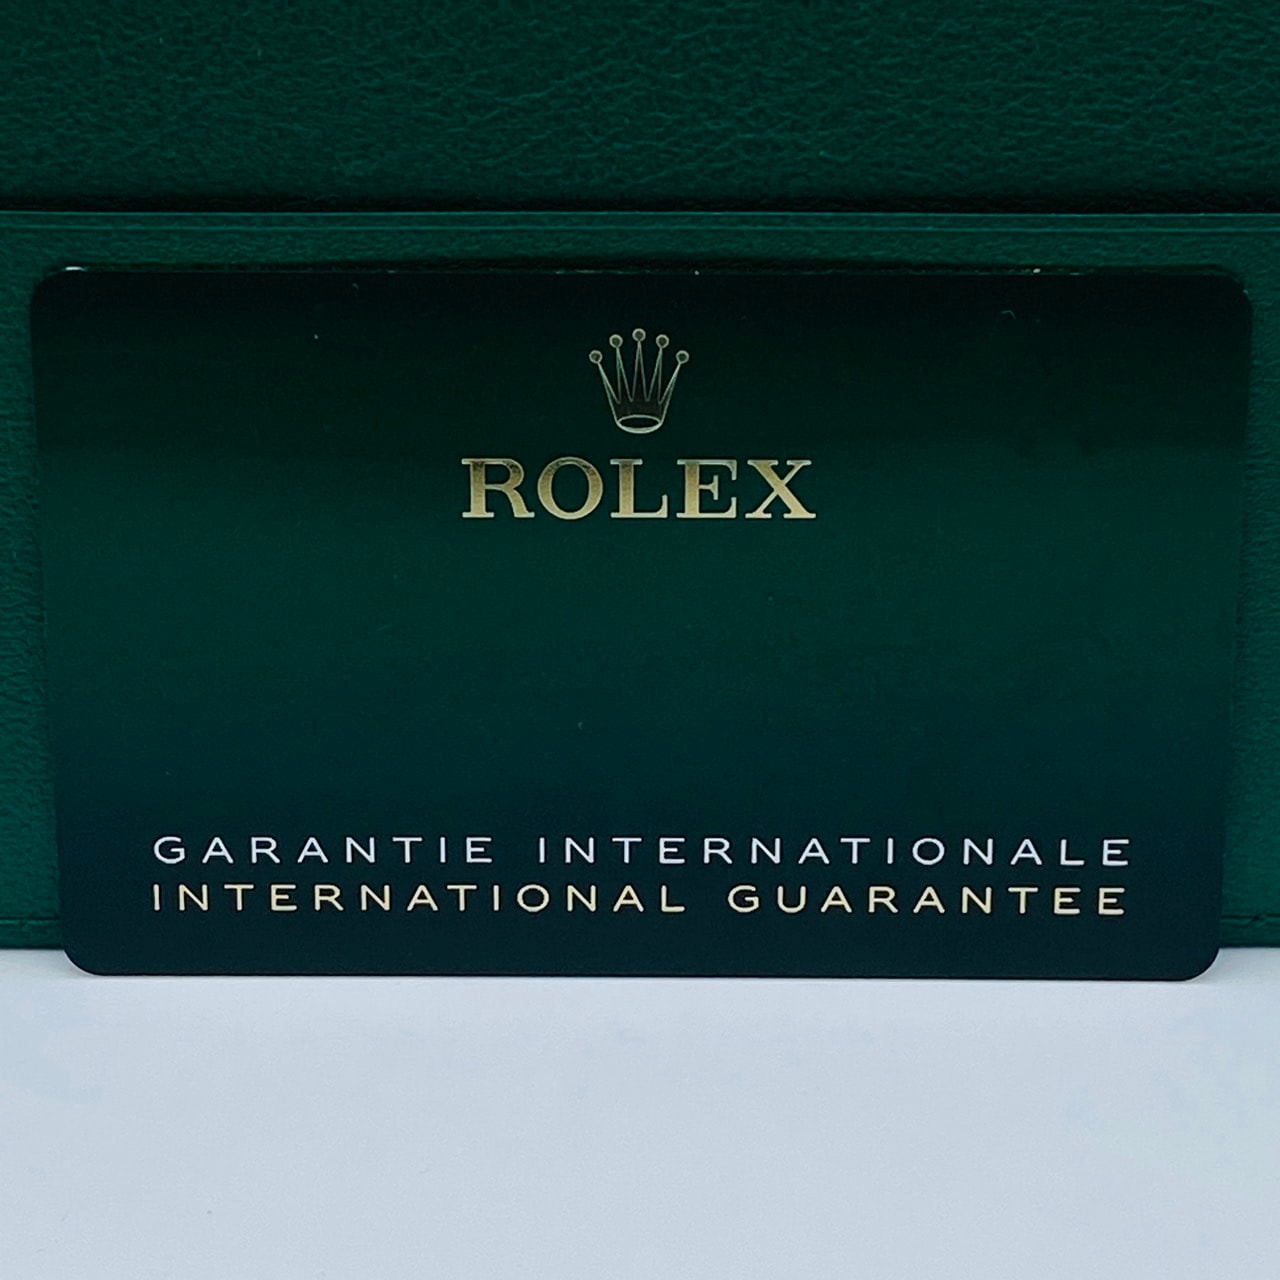 ROLEX
GARANTIE INTERNATIONALE
INTERNATIONAL GUARANTEE